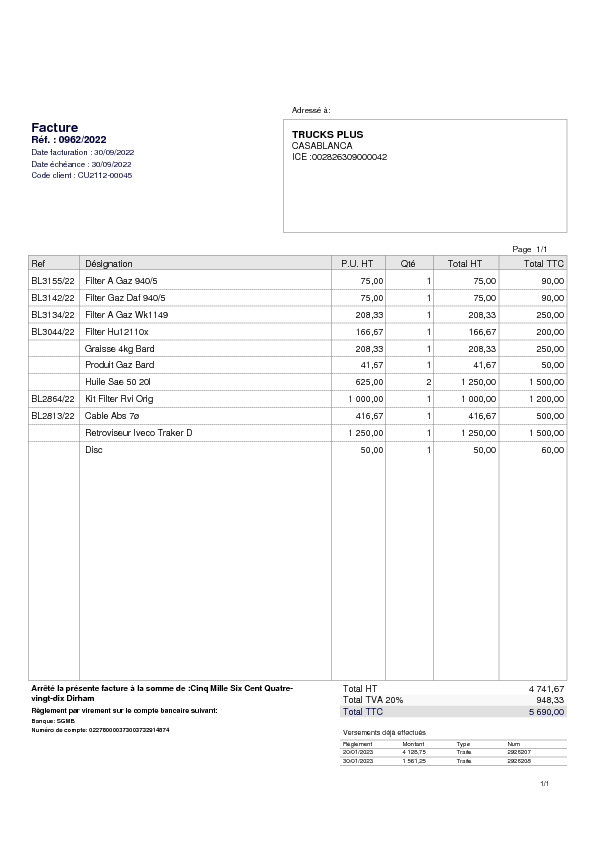 Adressé à:
Facture
Réf. : 0962/2022
Date facturation : 30/09/2022
Date échéance : 30/09/2022
Code client : CU2112-00045
TRUCKS PLUS
CASABLANCA
ICE :002826309000042
Page 1/1
Ref Désignation P.U. HT Qté Total HT Total TTC
BL3155/22 Filter A Gaz 940/5 75,00 1 75,00 90,00
BL3142/22 Filter Gaz Daf 940/5 75,00 1 75,00 90,00
BL3134/22 Filter A Gaz Wk1149 208,33 1 208,33 250,00
BL3044/22 Filter Hu12110x 166,67 1 166,67 200,00
Graisse 4kg Bard 208,33 1 208,33 250,00
Produit Gaz Bard 41,67 1 41,67 50,00
Huile Sae 50 20l 625,00 2 1 250,00 1 500,00
BL2864/22 Kit Filter Rvi Orig 1 000,00 1 1 000,00 1 200,00
BL2813/22 Cable Abs 7ø 416,67 1 416,67 500,00
Retroviseur Iveco Traker D 1 250,00 1 1 250,00 1 500,00
Disc 50,00 1 50,00 60,00
Arrêté la présente facture à la somme de :Cinq Mille Six Cent Quatre-
vingt-dix Dirham
Règlement par virement sur le compte bancaire suivant:
Banque: SGMB
Numéro de compte: 022780000373003732914874
Total HT 4 741,67
Total TVA 20% 948,33
Total TTC 5 690,00
Versements déjà effectués
Règlement Montant Type Num
20/01/2023 4 128,75 Traite 2926207
30/01/2023 1 561,25 Traite 2926208
1/1